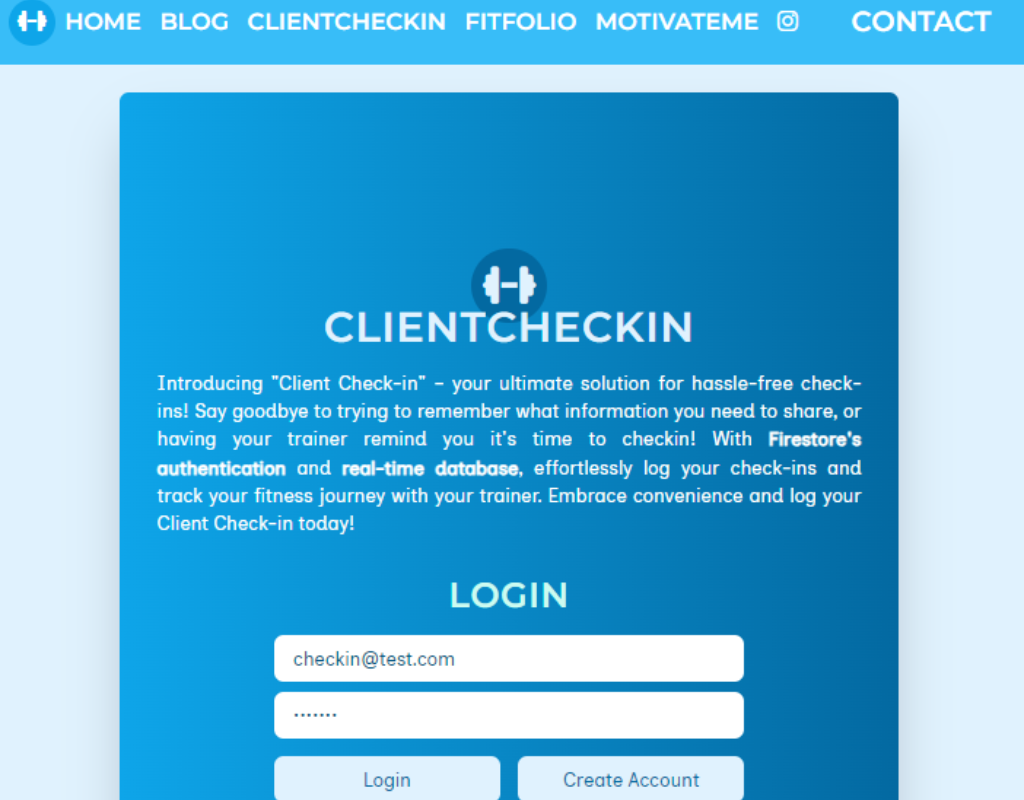 HOME BLOG CLIENTCHECKIN FITFOLIO MOTIVATEME CONTACT
CLIENTCHECKIN
Introducing "Client Check-in" - your ultimate solution for hassle-free check-
ins! Say goodbye to trying to remember what information you need to share, or
having your trainer remind you it's time to checkin! With Firestore's
authentication and real-time database, effortlessly log your check-ins and
track your fitness journey with your trainer. Embrace convenience and log your
Client Check-in today!
LOGIN
checkin@test.com
•••••••
Login Create Account